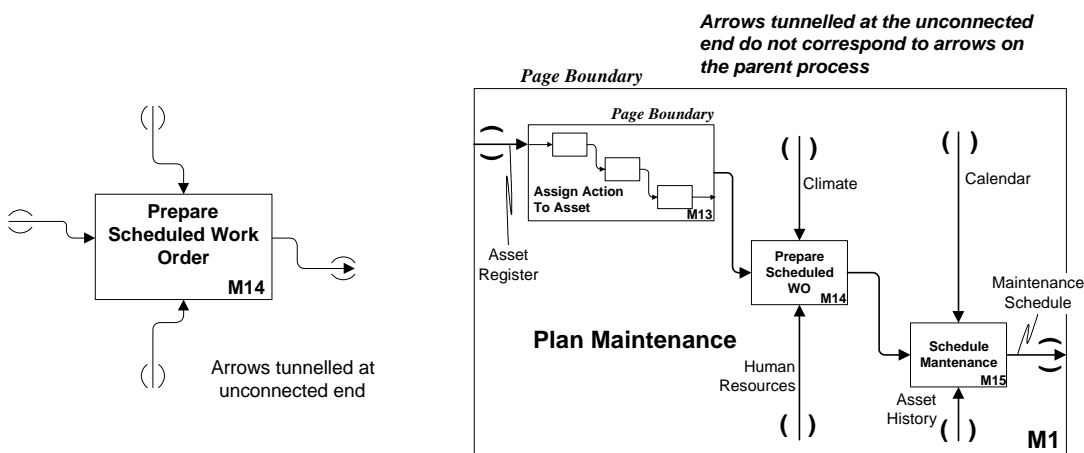 Arrows tunnelled at the unconnected
end do not correspond to arrows on
the parent process
Page Boundary
Page Boundary
Prepare
Scheduled Work
Order
M14
Arrows tunnelled at
unconnected end
Assign Action
To Asset
M13
Asset
Register
Climate
Calendar
Prepare
Scheduled
WO
M14
Plan Maintenance
Human
Resources
Maintenance
Schedule
Schedule
Mantenance
M15
Asset
History
M1